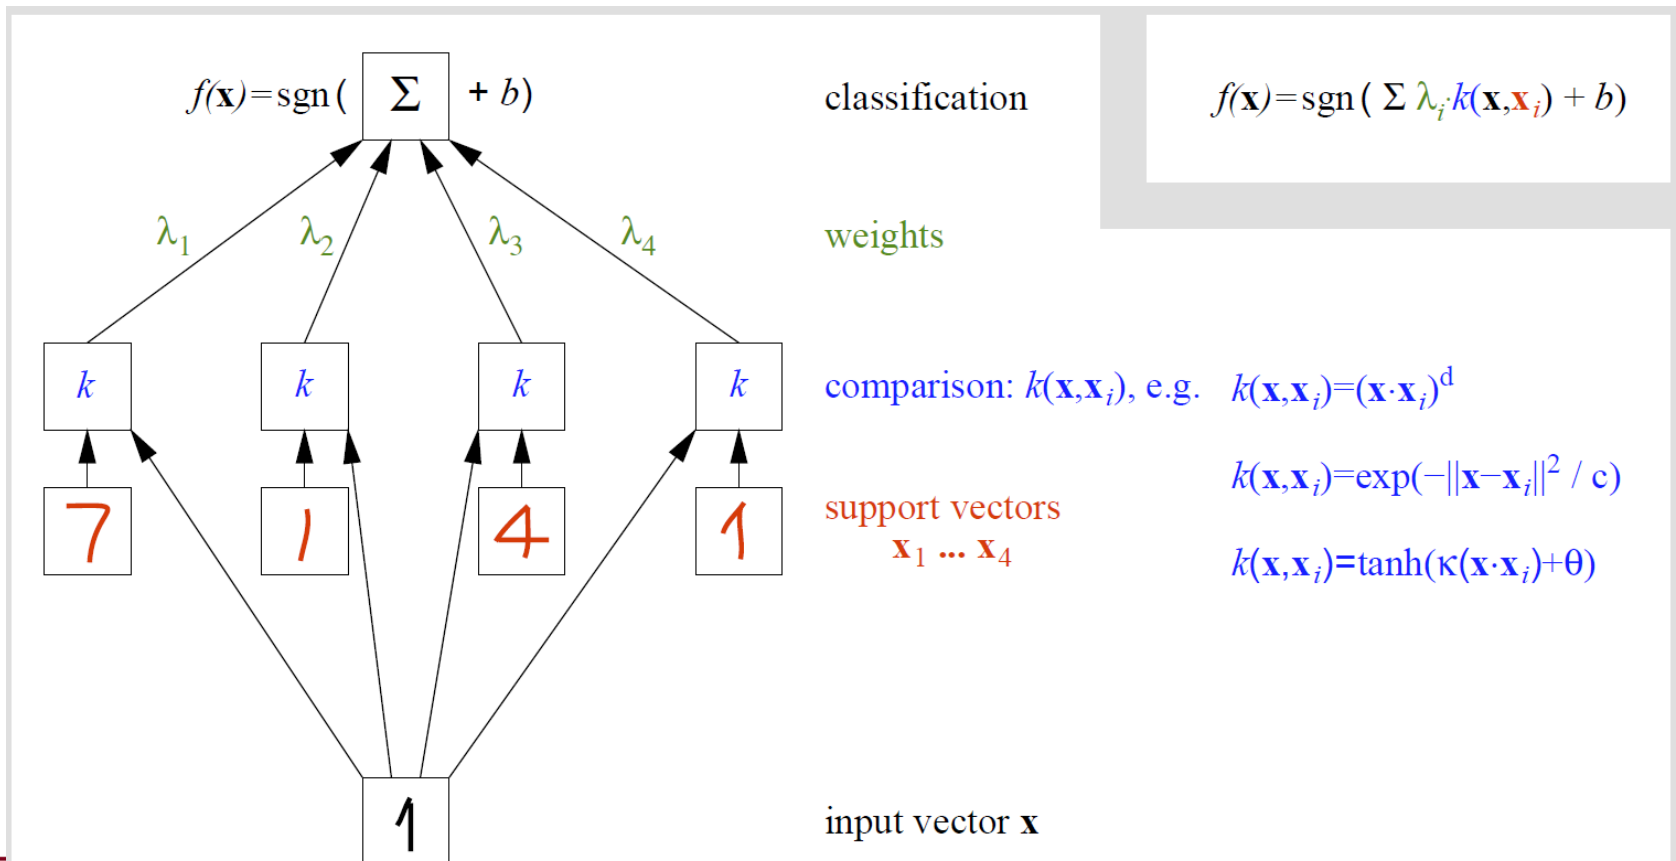 f(x)=sgn( Σ + b)
classification
f(x)=sgn( Σ λᵢ·k(x,xᵢ) + b)
λ₁ λ₂ λ₃ λ₄
weights
k k k k
comparison: k(x,xᵢ), e.g. k(x,xᵢ)=(x·xᵢ)ᵈ
k(x,xᵢ)=exp(−||x−xᵢ||² / c)
7 1 4 1
support vectors
x₁ ... x₄
k(x,xᵢ)=tanh(κ(x·xᵢ)+θ)
1
input vector x